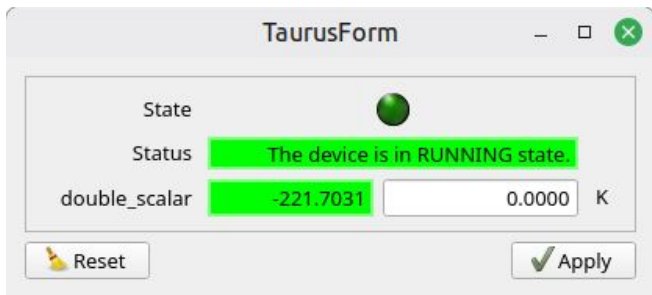 TaurusForm
State
Status The device is in RUNNING state.
double_scalar -221.7031 0.0000 K
Reset Apply